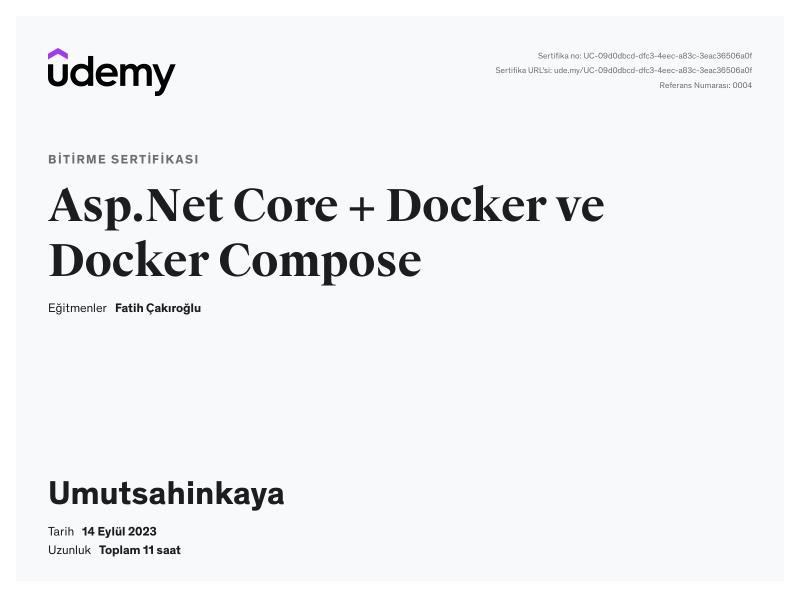 udemy
Sertifika no: UC-09d0dbcd-dfc3-4eec-a83c-3eac36506a0f
Sertifika URL'si: ude.my/UC-09d0dbcd-dfc3-4eec-a83c-3eac36506a0f
Referans Numarası: 0004
BİTİRME SERTİFİKASI
Asp.Net Core + Docker ve
Docker Compose
Eğitmenler Fatih Çakıroğlu
Umutsahinkaya
Tarih 14 Eylül 2023
Uzunluk Toplam 11 saat